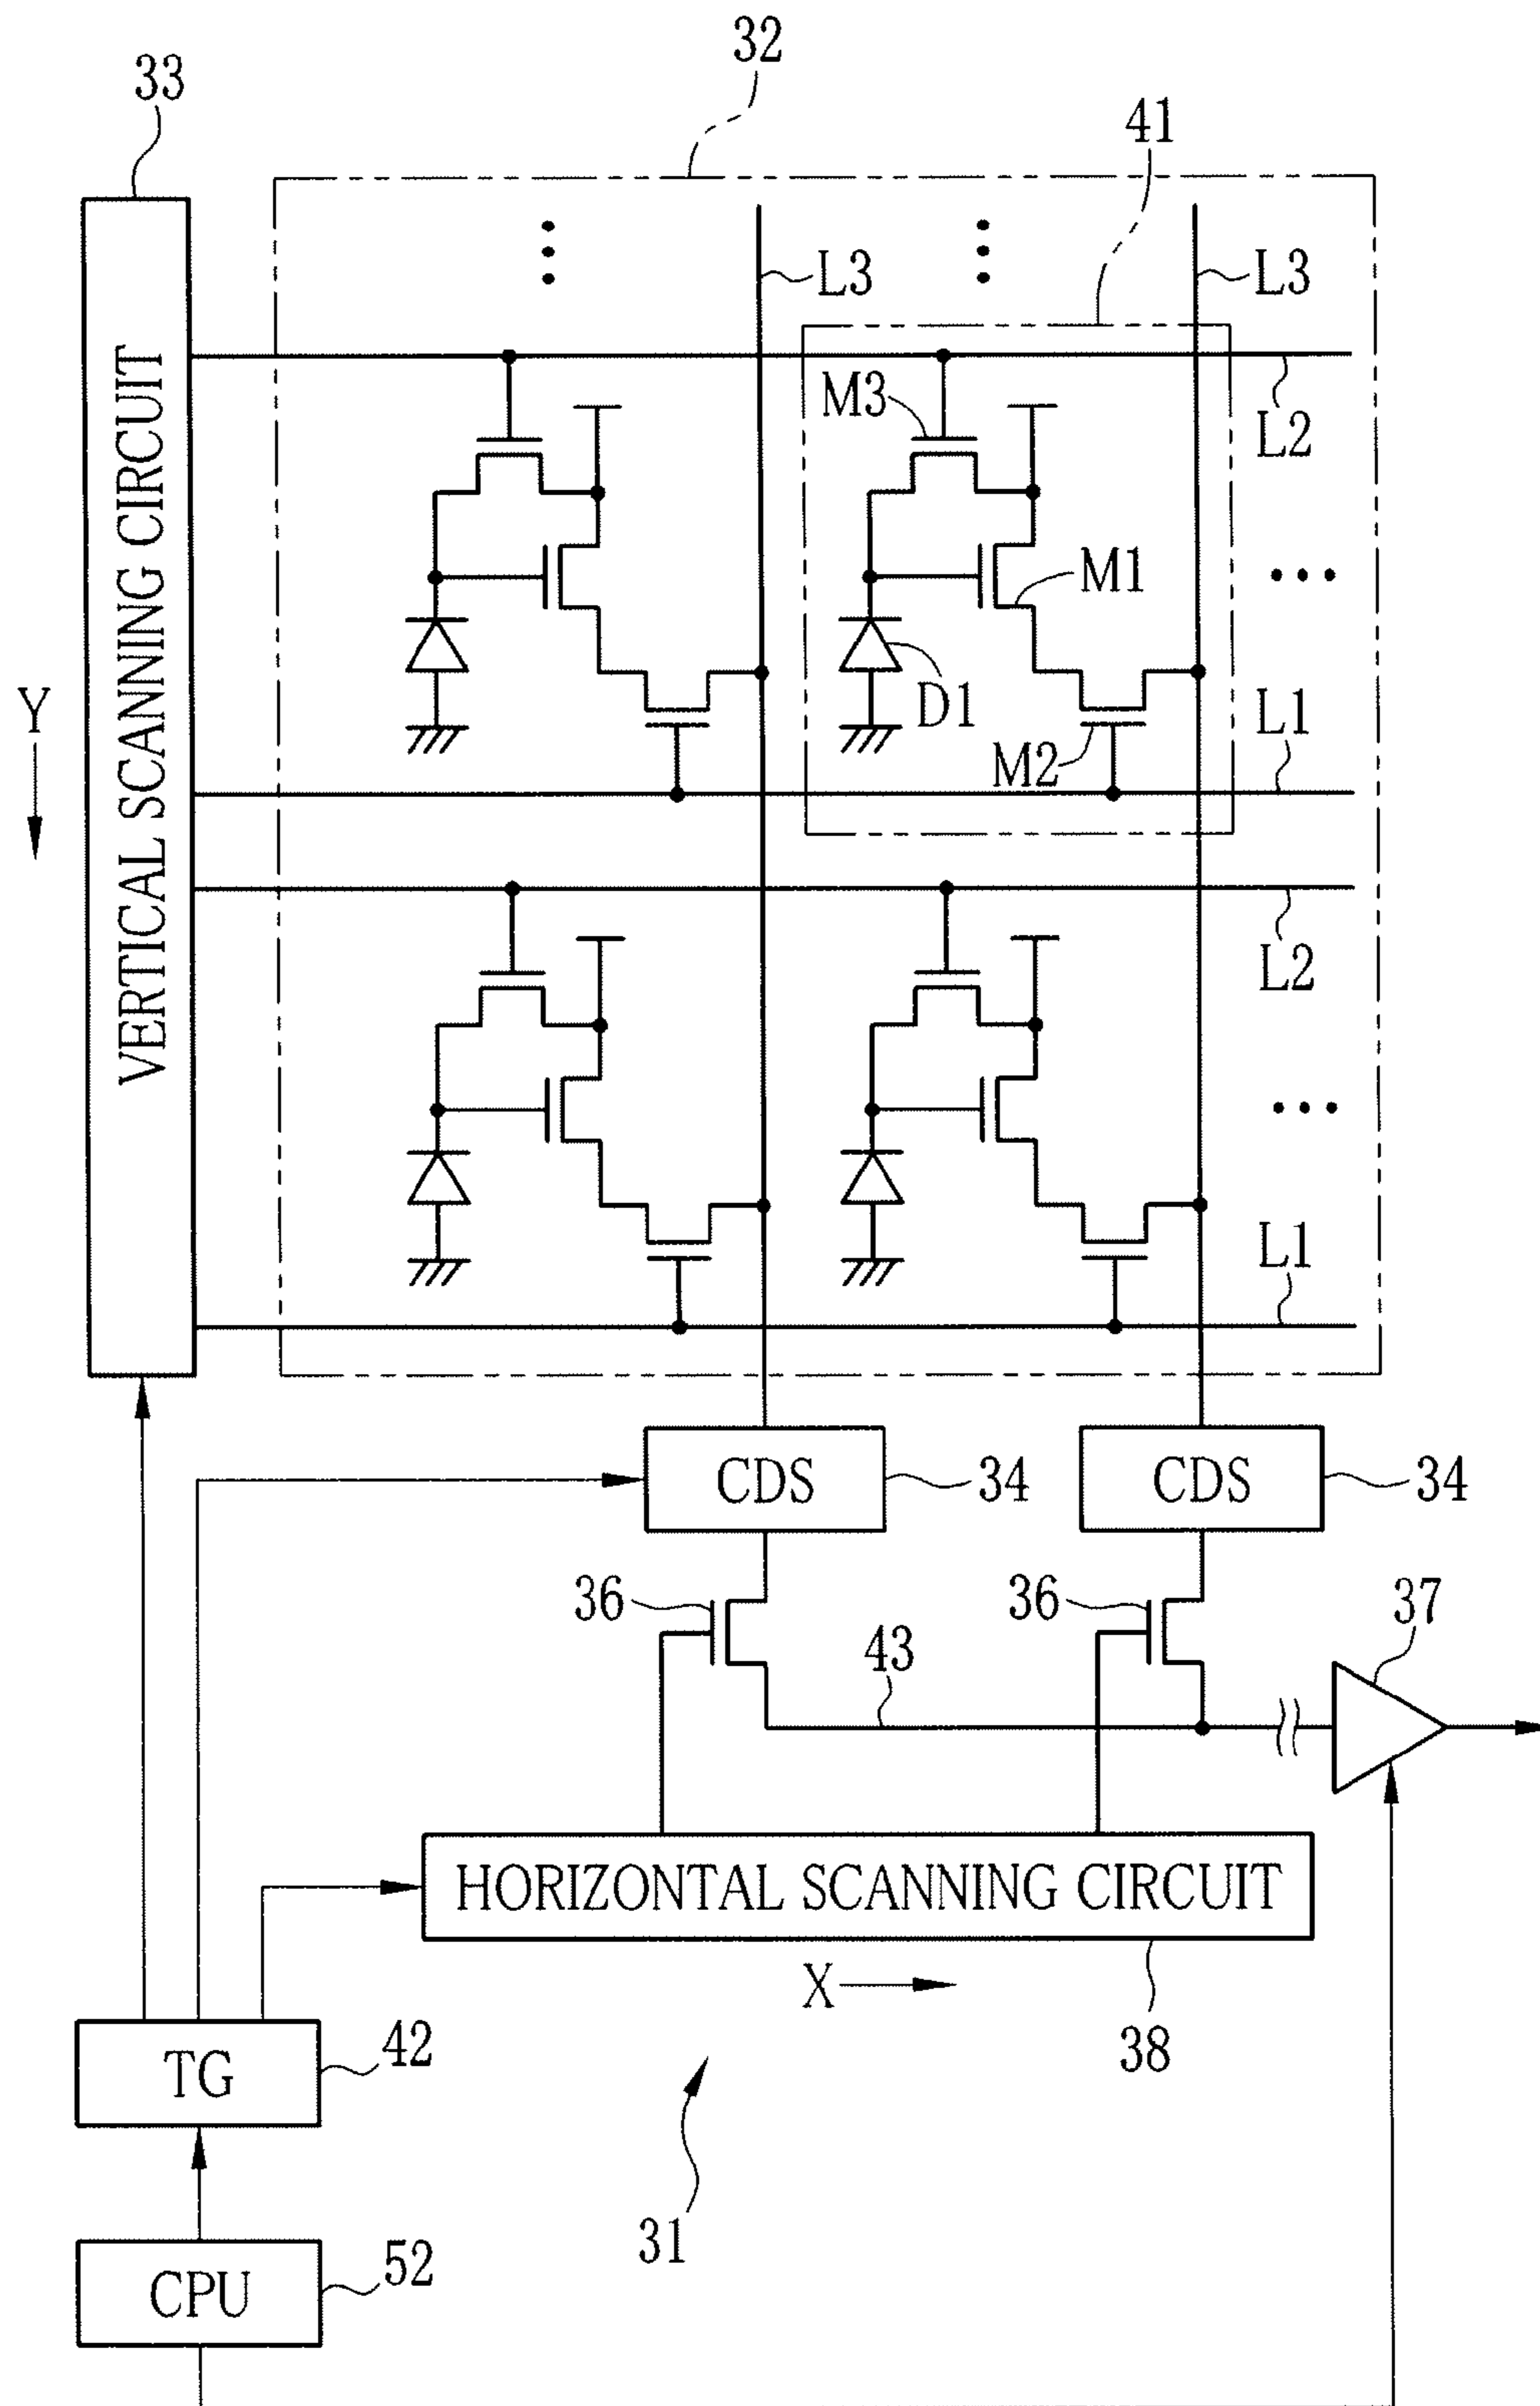 32
33
41
L3
L3
M3
L2
VERTICAL SCANNING CIRCUIT
M1
Y
D1
L1
M2
L2
L1
CDS
34
CDS
34
36
36
37
43
HORIZONTAL SCANNING CIRCUIT
X
38
TG
42
31
CPU
52